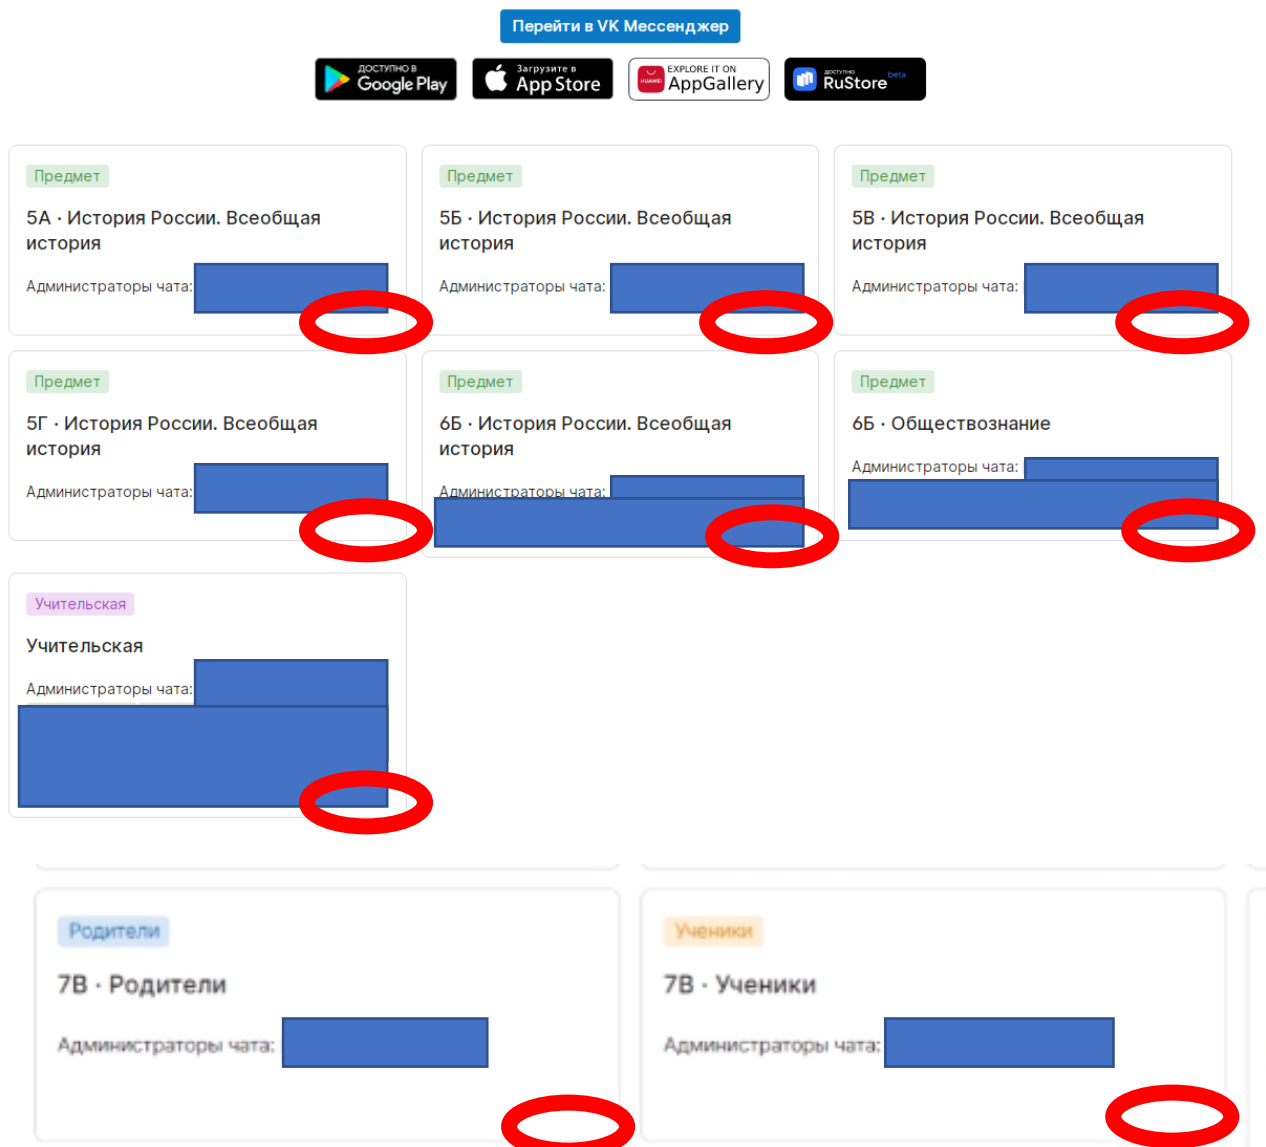 Перейти в VK Мессенджер
ДОСТУПНО В
Google Play
Загрузите в
App Store
HUAWEI
EXPLORE IT ON
AppGallery
ДОСТУПНО
RuStore beta
Предмет
5А · История России. Всеобщая
история
Администраторы чата:
Предмет
5Б · История России. Всеобщая
история
Администраторы чата:
Предмет
5В · История России. Всеобщая
история
Администраторы чата:
Предмет
5Г · История России. Всеобщая
история
Администраторы чата:
Предмет
6Б · История России. Всеобщая
история
Администраторы чата:
Предмет
6Б · Обществознание
Администраторы чата:
Учительская
Учительская
Администраторы чата:
Родители
7В · Родители
Администраторы чата:
Ученики
7В · Ученики
Администраторы чата: